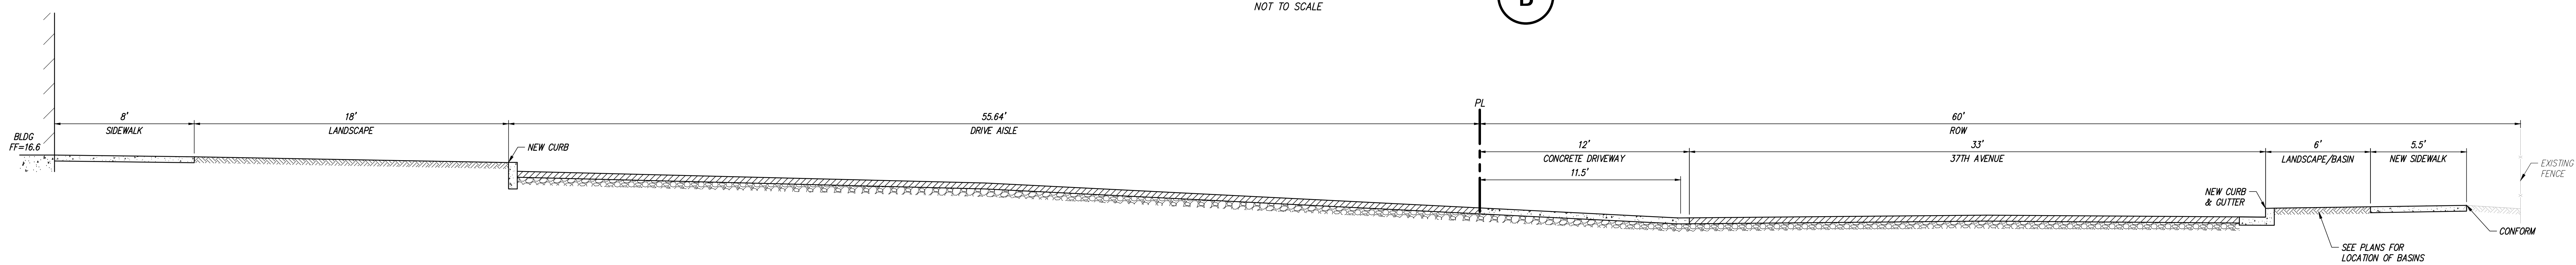 NOT TO SCALE
B
PL
8'
SIDEWALK
18'
LANDSCAPE
55.64'
DRIVE AISLE
60'
ROW
BLDG
FF=16.6
NEW CURB
12'
CONCRETE DRIVEWAY
33'
37TH AVENUE
6'
LANDSCAPE/BASIN
5.5'
NEW SIDEWALK
11.5'
EXISTING
FENCE
NEW CURB
& GUTTER
CONFORM
SEE PLANS FOR
LOCATION OF BASINS